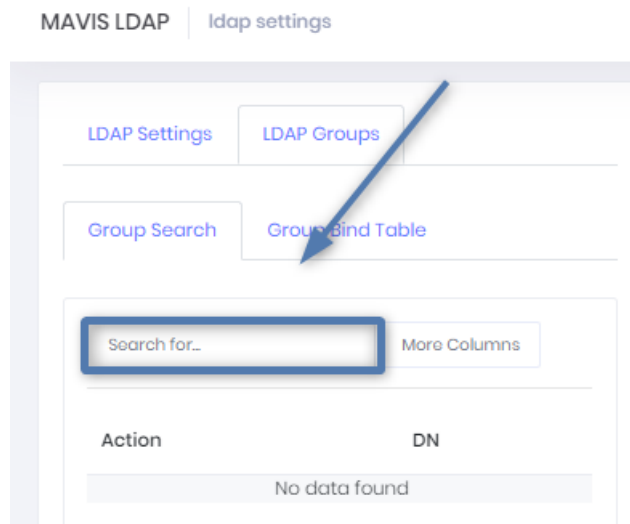 MAVIS LDAP ldap settings
LDAP Settings LDAP Groups
Group Search Group Bind Table
Search for... More Columns
Action DN
No data found